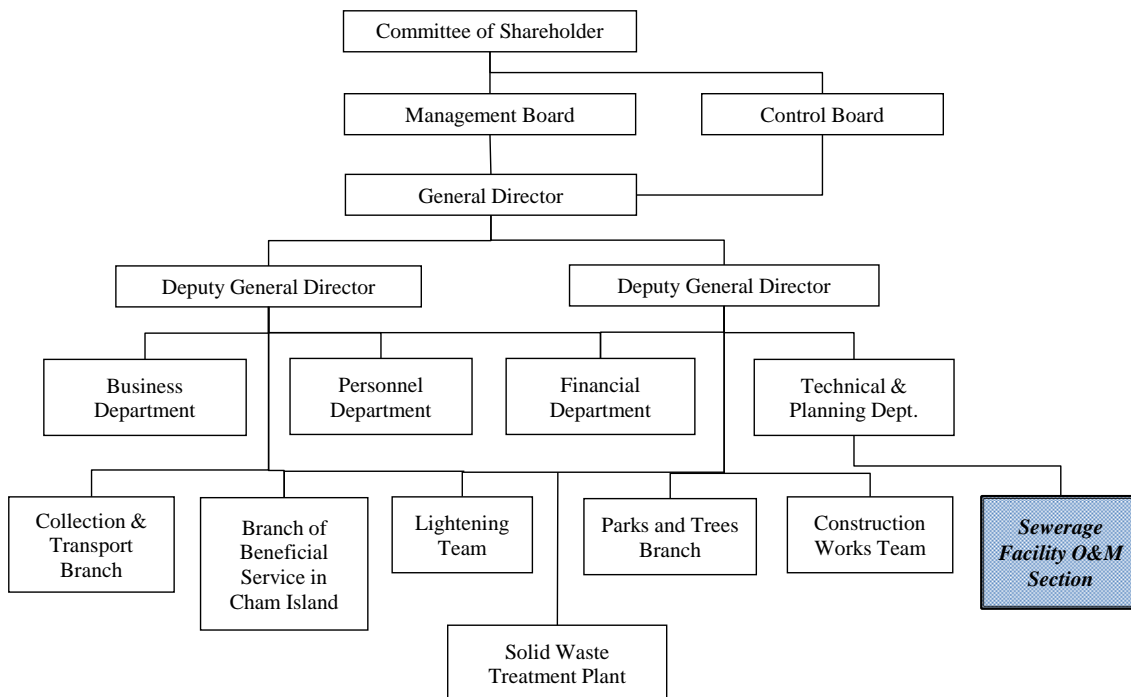 Committee of Shareholder
Management Board
Control Board
General Director
Deputy General Director
Deputy General Director
Business
Department
Personnel
Department
Financial
Department
Technical &
Planning Dept.
Collection &
Transport
Branch
Branch of
Beneficial
Service in
Cham Island
Lightening
Team
Parks and Trees
Branch
Construction
Works Team
Sewerage
Facility O&M
Section
Solid Waste
Treatment Plant